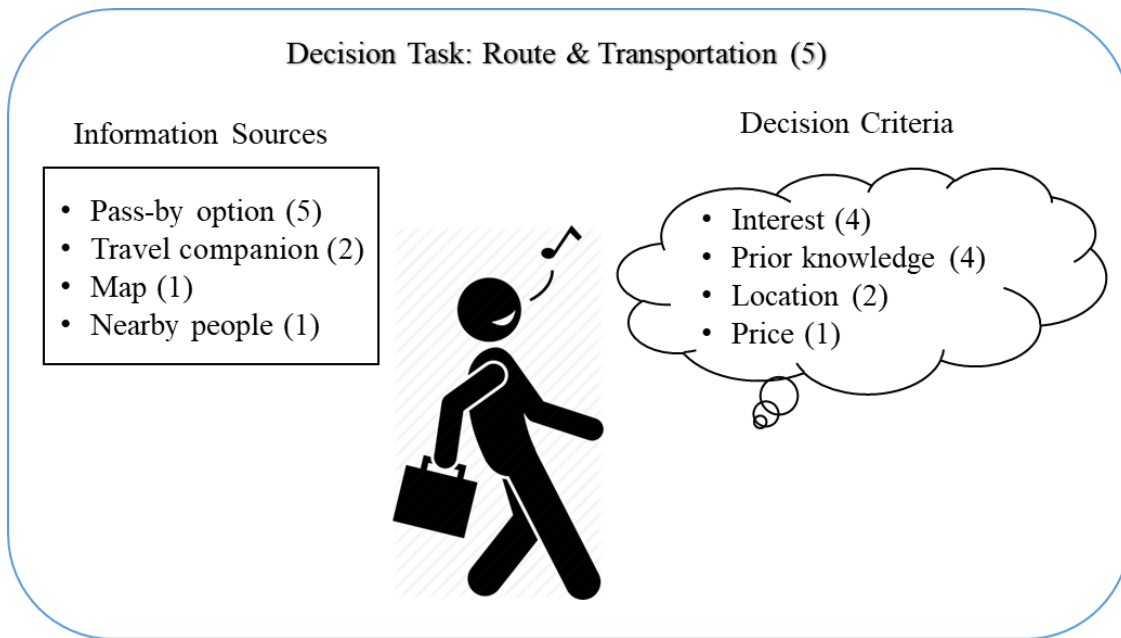 Decision Task: Route & Transportation (5)
Information Sources
• Pass-by option (5)
• Travel companion (2)
• Map (1)
• Nearby people (1)
Decision Criteria
• Interest (4)
• Prior knowledge (4)
• Location (2)
• Price (1)